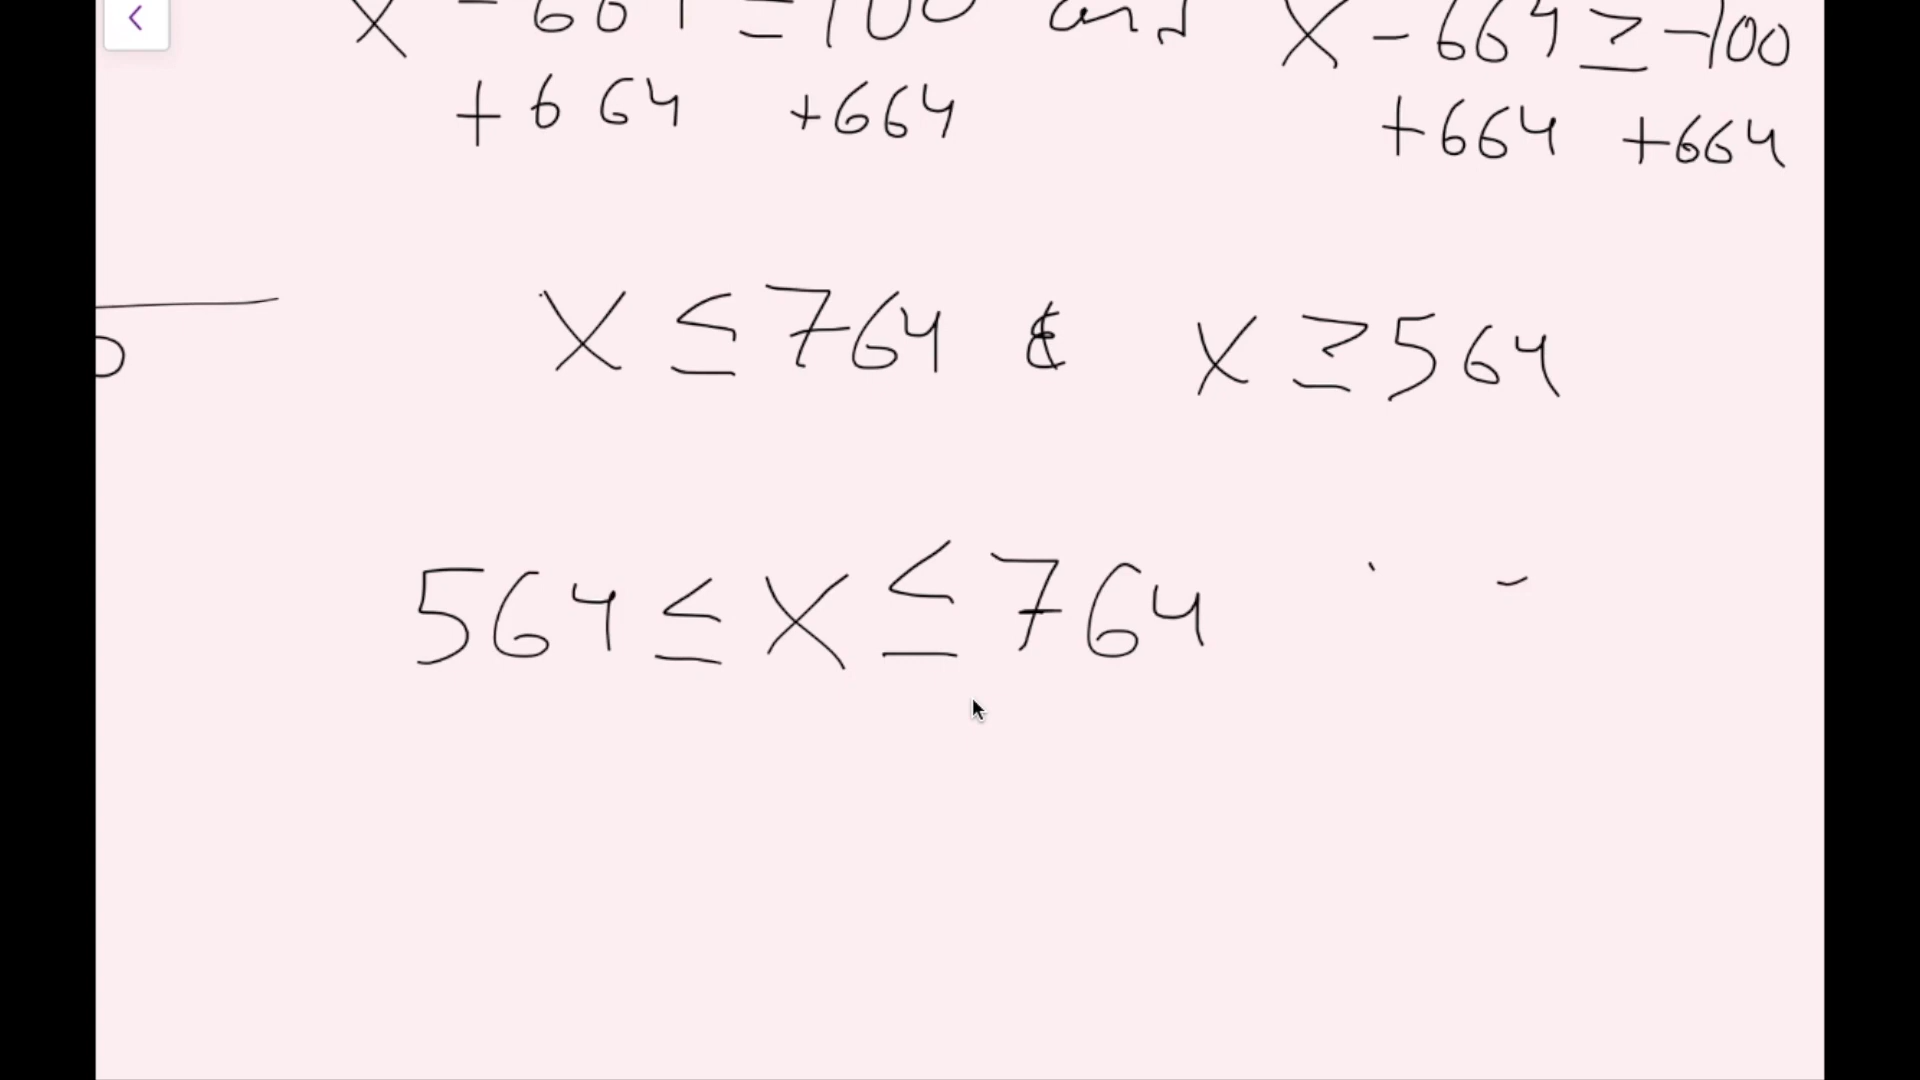 x - 664 ≤ 100 and x - 664 ≥ -100
+ 664 +664 +664 +664
x ≤ 764 & x ≥ 564
564 ≤ x ≤ 764